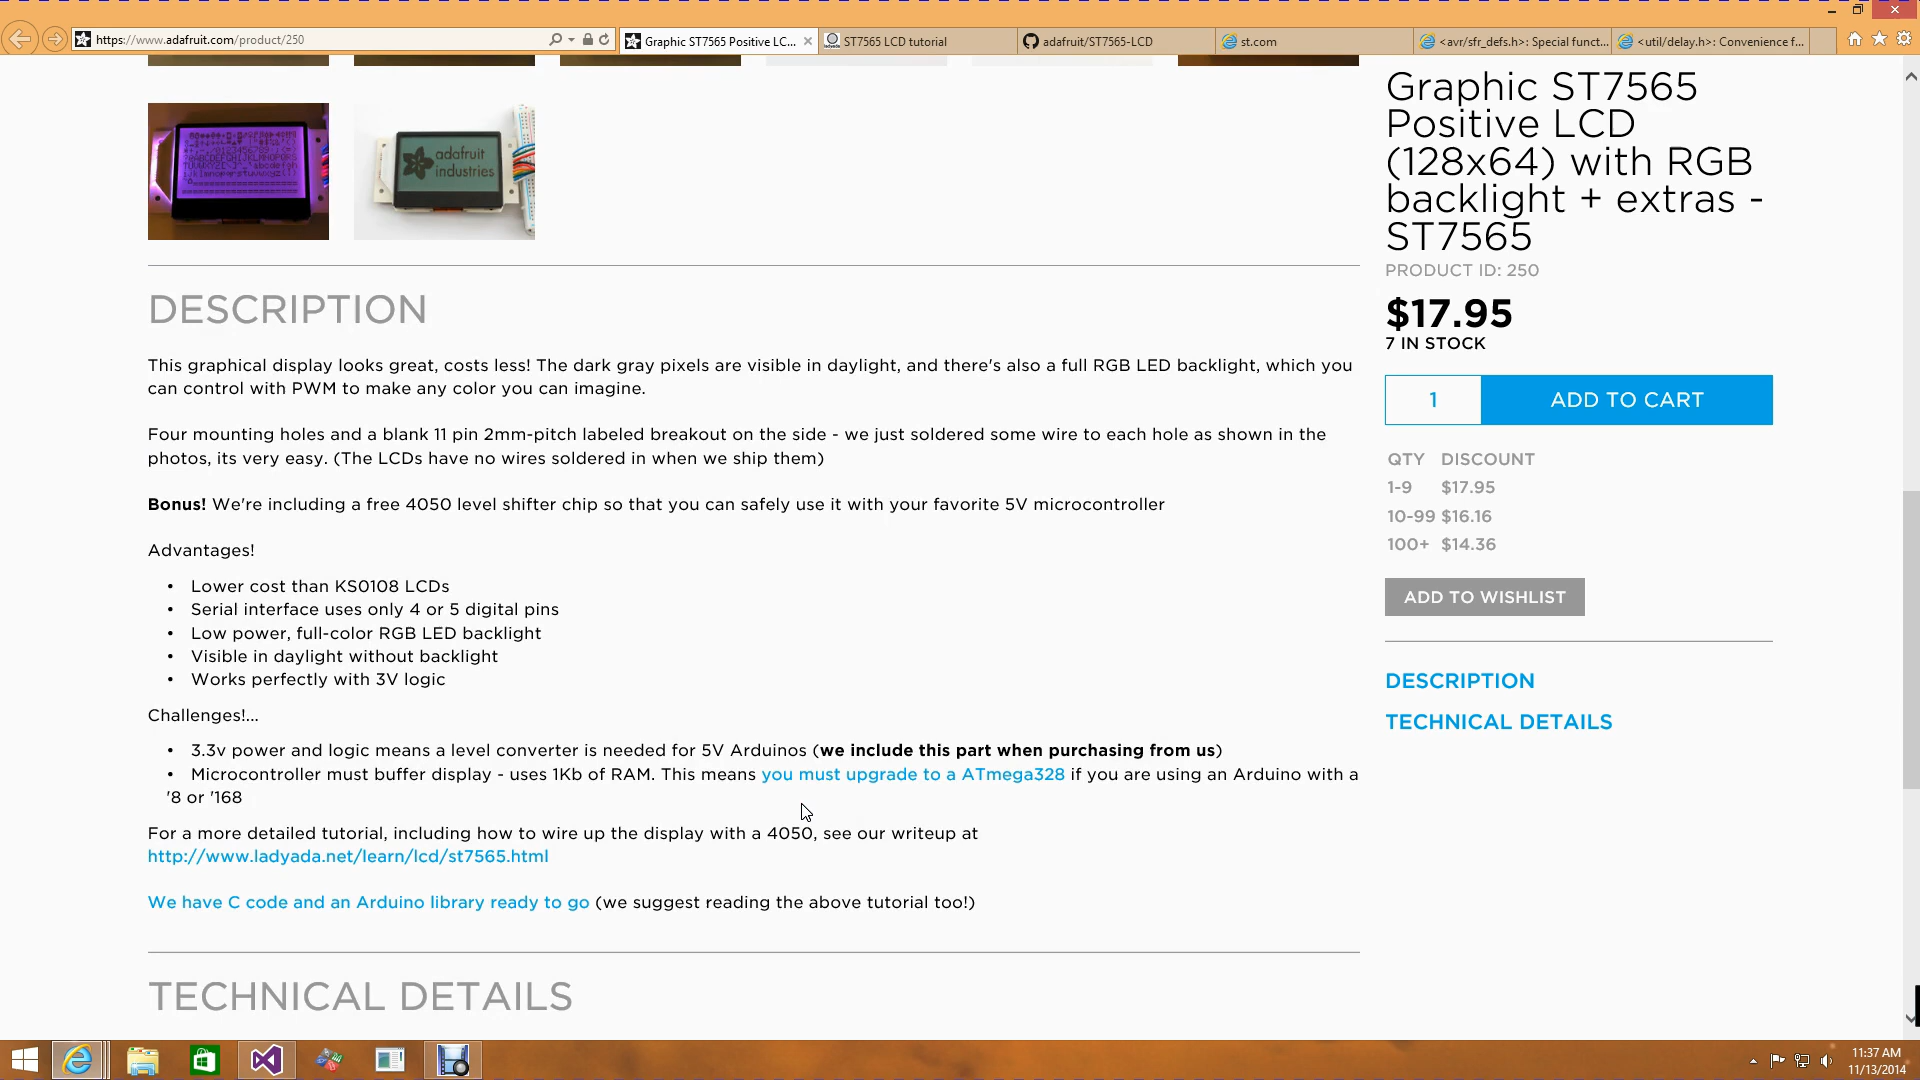 https://www.adafruit.com/product/250
Graphic ST7565 Positive LC...
ST7565 LCD tutorial
adafruit/ST7565-LCD
st.com
<avr/sfr_defs.h>: Special funct...
<util/delay.h>: Convenience f...
adafruit
industries
DESCRIPTION
This graphical display looks great, costs less! The dark gray pixels are visible in daylight, and there's also a full RGB LED backlight, which you
can control with PWM to make any color you can imagine.
Four mounting holes and a blank 11 pin 2mm-pitch labeled breakout on the side - we just soldered some wire to each hole as shown in the
photos, its very easy. (The LCDs have no wires soldered in when we ship them)
Bonus! We're including a free 4050 level shifter chip so that you can safely use it with your favorite 5V microcontroller
Advantages!
• Lower cost than KS0108 LCDs
• Serial interface uses only 4 or 5 digital pins
• Low power, full-color RGB LED backlight
• Visible in daylight without backlight
• Works perfectly with 3V logic
Challenges!...
• 3.3v power and logic means a level converter is needed for 5V Arduinos (we include this part when purchasing from us)
• Microcontroller must buffer display - uses 1Kb of RAM. This means you must upgrade to a ATmega328 if you are using an Arduino with a
'8 or '168
For a more detailed tutorial, including how to wire up the display with a 4050, see our writeup at
http://www.ladyada.net/learn/lcd/st7565.html
We have C code and an Arduino library ready to go (we suggest reading the above tutorial too!)
TECHNICAL DETAILS
Graphic ST7565
Positive LCD
(128x64) with RGB
backlight + extras -
ST7565
PRODUCT ID: 250
$17.95
7 IN STOCK
1
ADD TO CART
QTY DISCOUNT
1-9 $17.95
10-99 $16.16
100+ $14.36
ADD TO WISHLIST
DESCRIPTION
TECHNICAL DETAILS
11:37 AM
11/13/2014